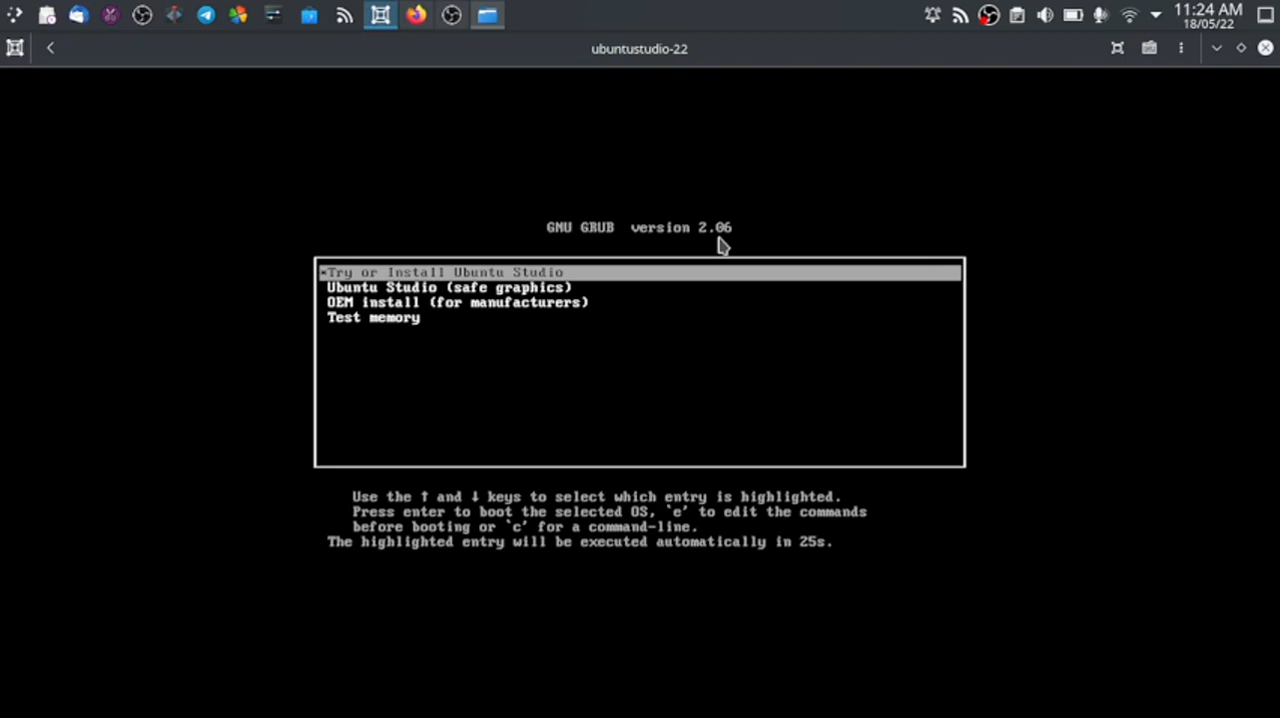 11:24 AM
18/05/22
ubuntustudio-22
GNU GRUB version 2.06
*Try or Install Ubuntu Studio
Ubuntu Studio (safe graphics)
OEM install (for manufacturers)
Test memory
Use the ↑ and ↓ keys to select which entry is highlighted.
Press enter to boot the selected OS, `e' to edit the commands
before booting or `c' for a command-line.
The highlighted entry will be executed automatically in 25s.